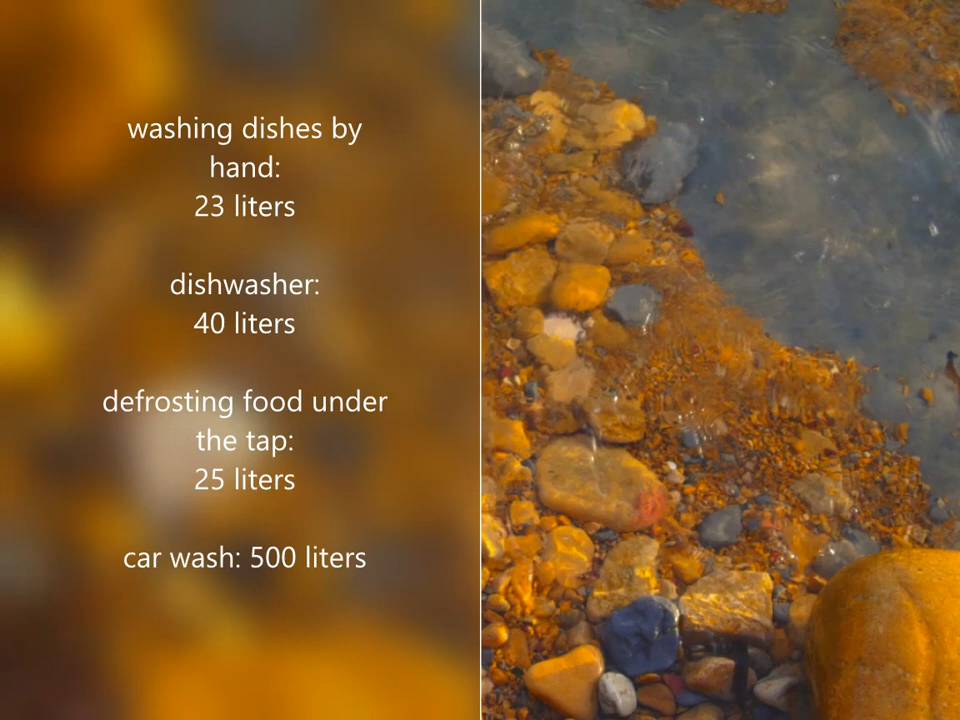 washing dishes by
hand:
23 liters
dishwasher:
40 liters
defrosting food under
the tap:
25 liters
car wash: 500 liters